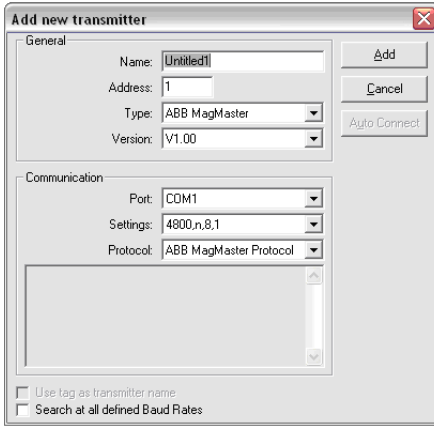 Add new transmitter
General
Name: Untitled1
Address: 1
Type: ABB MagMaster
Version: V1.00
Add
Cancel
Auto Connect
Communication
Port: COM1
Settings: 4800,n,8,1
Protocol: ABB MagMaster Protocol
Use tag as transmitter name
Search at all defined Baud Rates